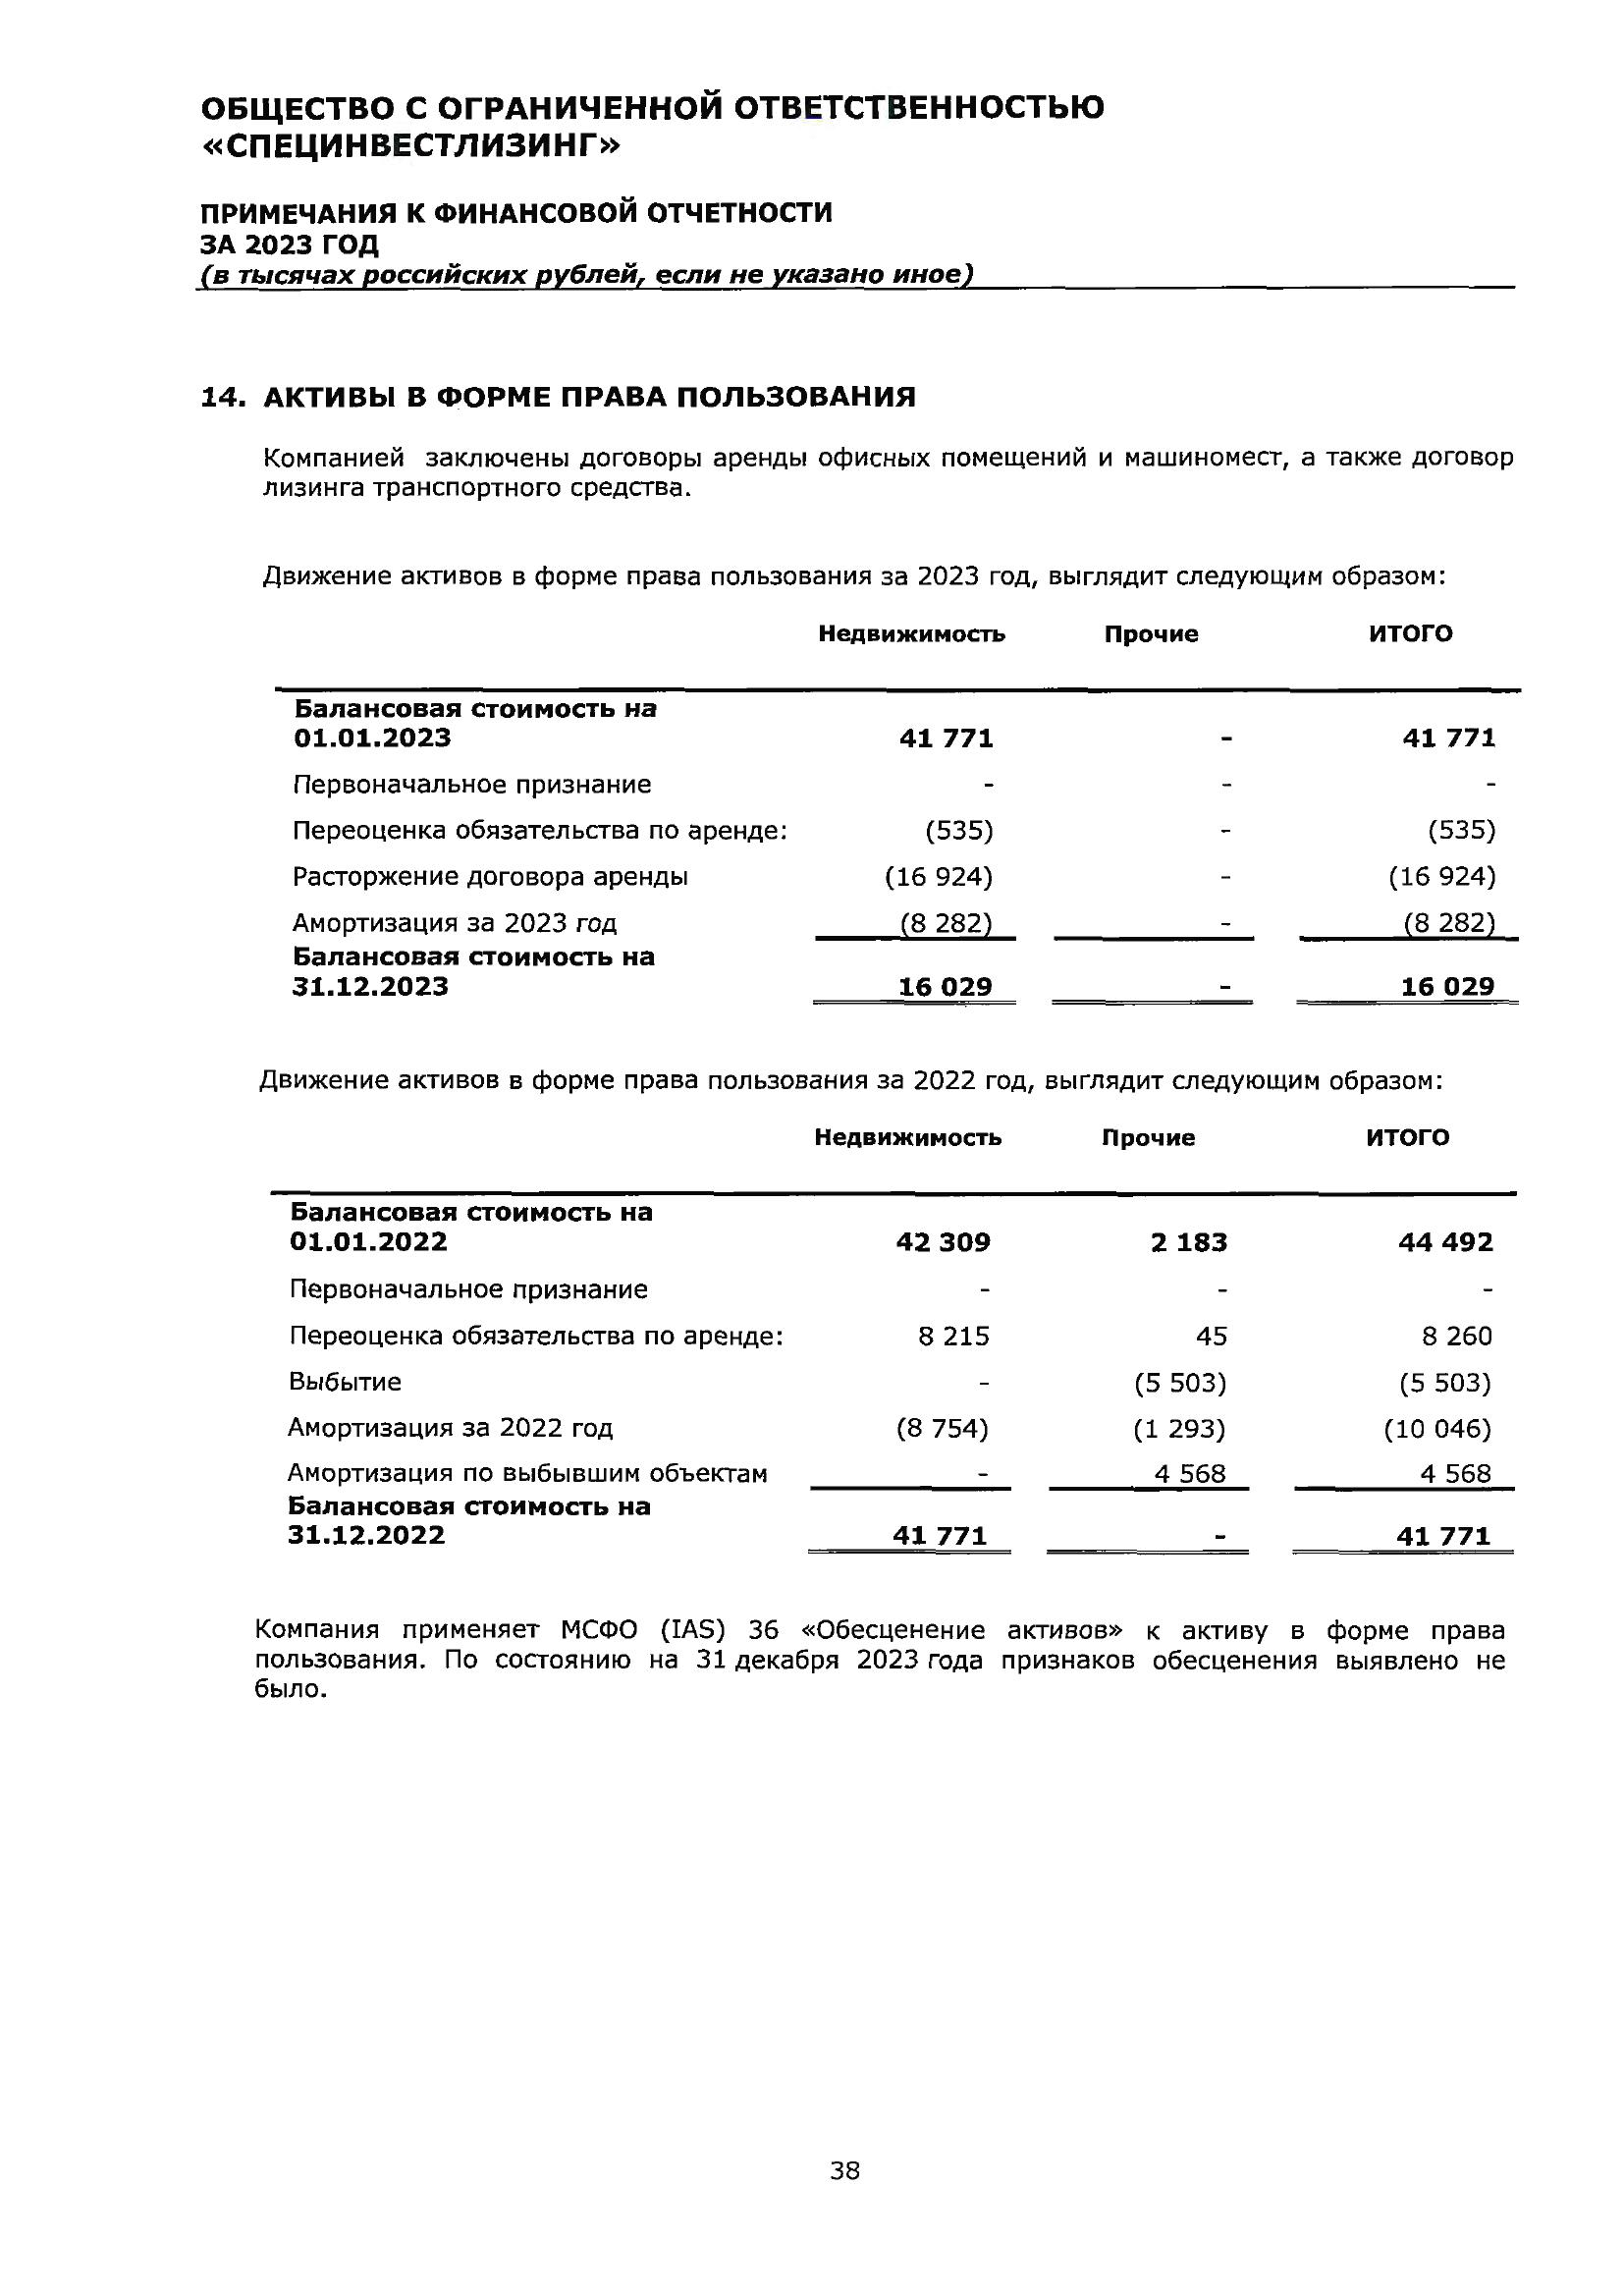 ОБЩЕСТВО С ОГРАНИЧЕННОЙ ОТВЕТСТВЕННОСТЬЮ
«СПЕЦИНВЕСТЛИЗИНГ»
ПРИМЕЧАНИЯ К ФИНАНСОВОЙ ОТЧЕТНОСТИ
ЗА 2023 ГОД
(в тысячах российских рублей, если не указано иное)
14. АКТИВЫ В ФОРМЕ ПРАВА ПОЛЬЗОВАНИЯ
Компанией заключены договоры аренды офисных помещений и машиномест, а также договор
лизинга транспортного средства.
Движение активов в форме права пользования за 2023 год, выглядит следующим образом:
Недвижимость Прочие ИТОГО
Балансовая стоимость на
01.01.2023 41 771 - 41 771
Первоначальное признание - - -
Переоценка обязательства по аренде: (535) - (535)
Расторжение договора аренды (16 924) - (16 924)
Амортизация за 2023 год (8 282) - (8 282)
Балансовая стоимость на
31.12.2023 16 029 - 16 029
Движение активов в форме права пользования за 2022 год, выглядит следующим образом:
Недвижимость Прочие ИТОГО
Балансовая стоимость на
01.01.2022 42 309 2 183 44 492
Первоначальное признание - - -
Переоценка обязательства по аренде: 8 215 45 8 260
Выбытие - (5 503) (5 503)
Амортизация за 2022 год (8 754) (1 293) (10 046)
Амортизация по выбывшим объектам - 4 568 4 568
Балансовая стоимость на
31.12.2022 41 771 - 41 771
Компания применяет МСФО (IAS) 36 «Обесценение активов» к активу в форме права
пользования. По состоянию на 31 декабря 2023 года признаков обесценения выявлено не
было.
38